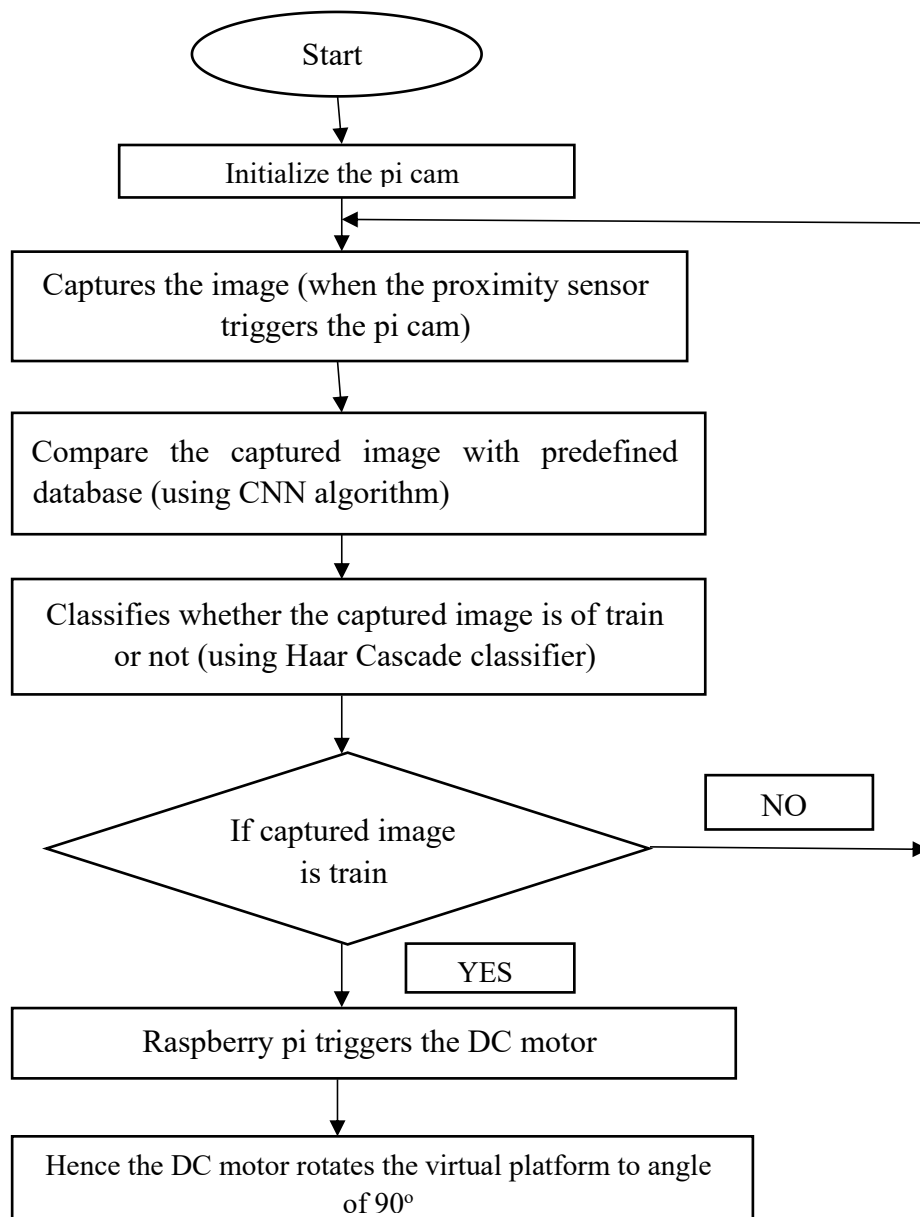 Start
Initialize the pi cam
Captures the image (when the proximity sensor
triggers the pi cam)
Compare the captured image with predefined
database (using CNN algorithm)
Classifies whether the captured image is of train
or not (using Haar Cascade classifier)
If captured image
is train
NO
YES
Raspberry pi triggers the DC motor
Hence the DC motor rotates the virtual platform to angle
of 90º